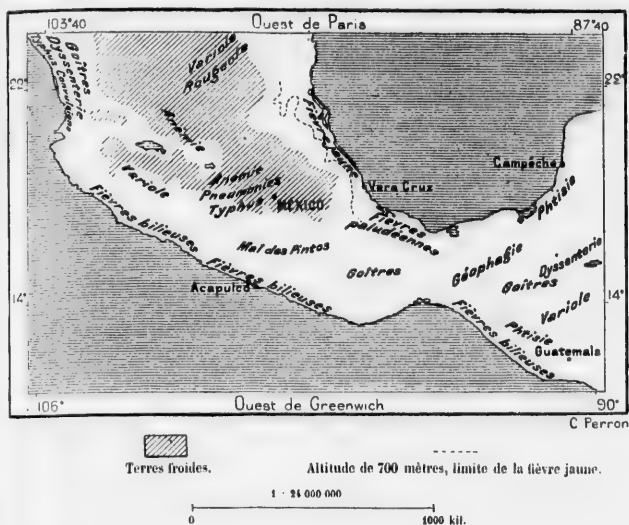 103°40
Ouest de Paris
87°40
22°
22°
Goîtres
Dyssenterie
Variole
Rougeole
Anémie
Fièvre jaune
Campêche
Vera Cruz
Phtisie
Variole
Anémie
Pneumonies
Typhus
MEXICO
Fièvres
paludéennes
Fièvres bilieuses
Mal des Pintos
Goîtres
Géophagie
Dyssenterie
Goîtres
Acapulco
Fièvres bilieuses
14°
14°
Variole
Phtisie
Fièvres bilieuses
Guatemala
106°
Ouest de Greenwich
90°
C Perron
Terres froides.
Altitude de 700 mètres, limite de la fièvre jaune.
1 : 24 000 000
0
1000 kil.